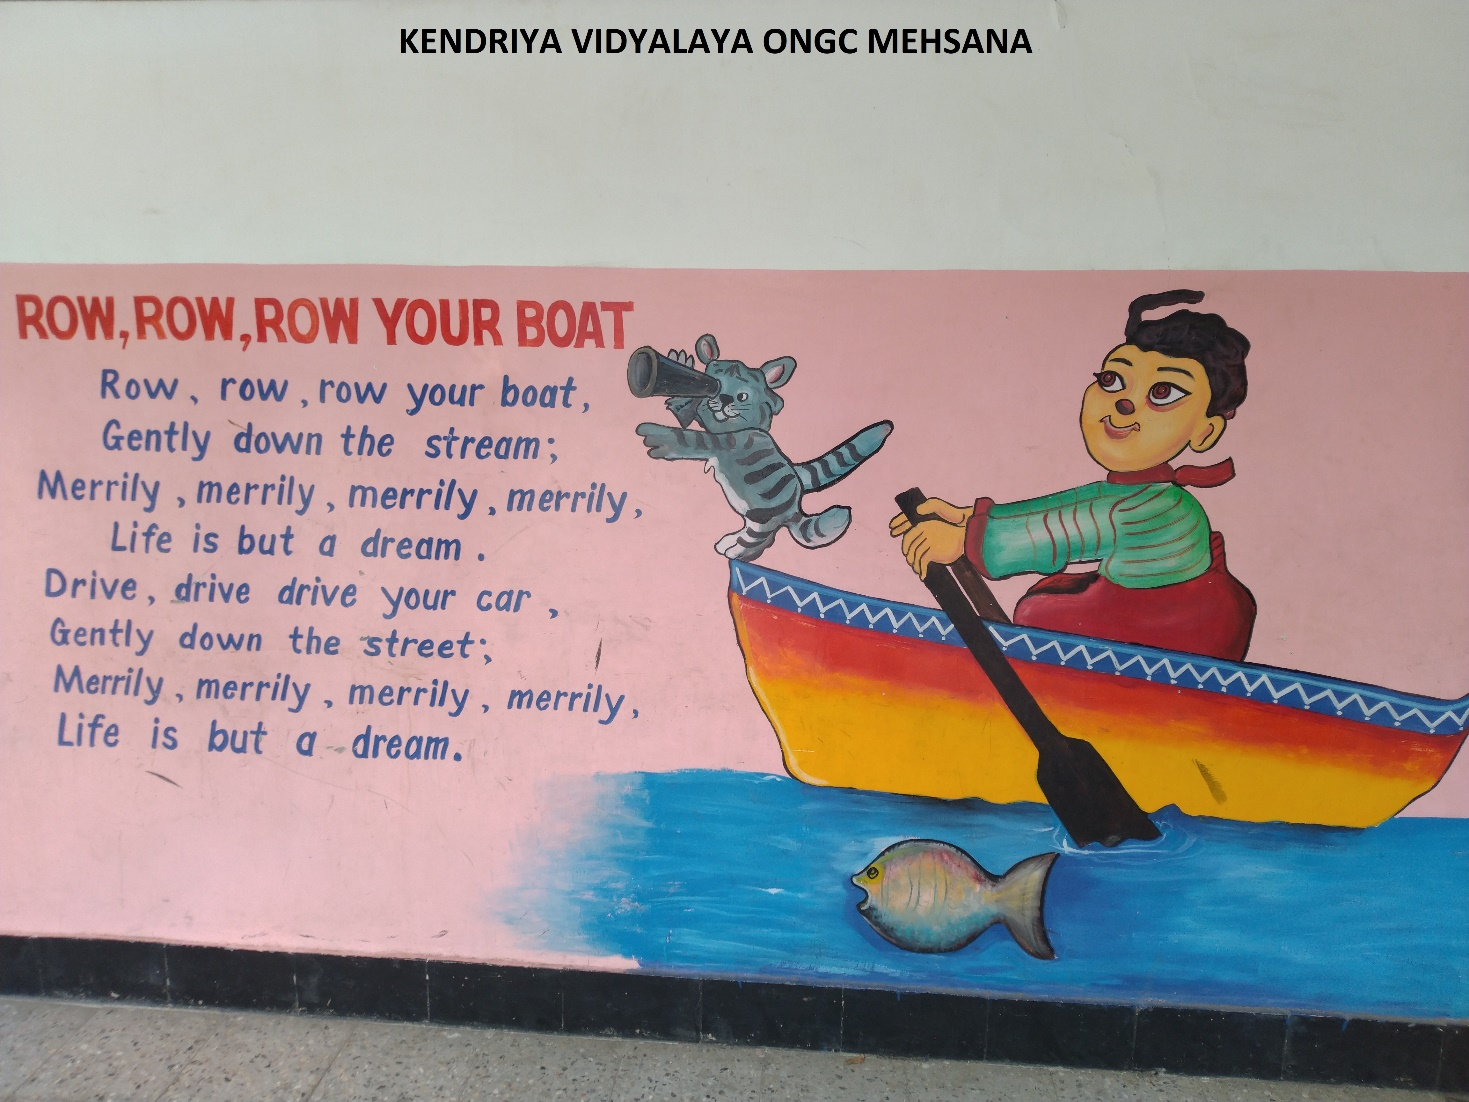 KENDRIYA VIDYALAYA ONGC MEHSANA
ROW, ROW, ROW YOUR BOAT
Row, row, row your boat,
Gently down the stream;
Merrily, merrily, merrily, merrily,
Life is but a dream.
Drive, drive drive your car,
Gently down the street;
Merrily, merrily, merrily, merrily,
Life is but a dream.